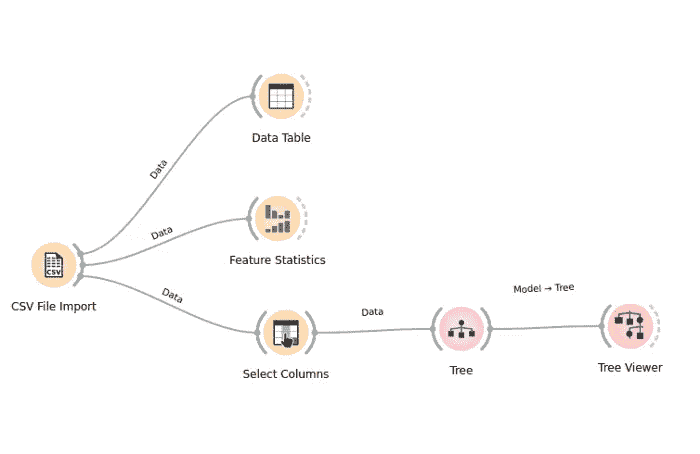 Data Table
Data
Data
Feature Statistics
CSV
CSV File Import
Data
Select Columns
Data
Tree
Model → Tree
Tree Viewer